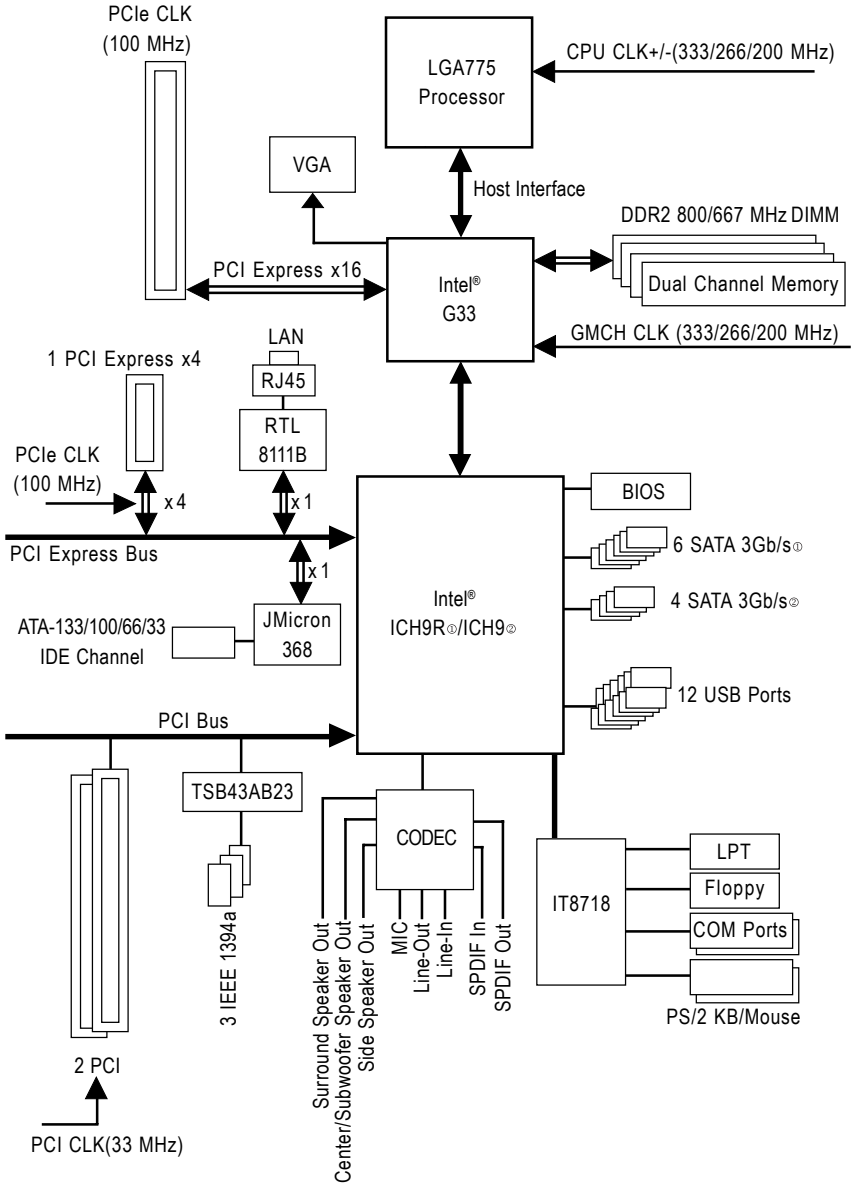 PCIe CLK
(100 MHz)
LGA775
Processor
CPU CLK+/-(333/266/200 MHz)
VGA
Host Interface
DDR2 800/667 MHz DIMM
Dual Channel Memory
PCI Express x16
Intel®
G33
GMCH CLK (333/266/200 MHz)
LAN
RJ45
RTL
8111B
1 PCI Express x4
PCIe CLK
(100 MHz)
x4
x1
PCI Express Bus
x1
ATA-133/100/66/33
IDE Channel
JMicron
368
Intel®
ICH9R①/ICH9②
BIOS
6 SATA 3Gb/s①
4 SATA 3Gb/s②
12 USB Ports
PCI Bus
TSB43AB23
3 IEEE 1394a
2 PCI
PCI CLK(33 MHz)
CODEC
Surround Speaker Out
Center/Subwoofer Speaker Out
Side Speaker Out
MIC
Line-Out
Line-In
SPDIF In
SPDIF Out
IT8718
LPT
Floppy
COM Ports
PS/2 KB/Mouse